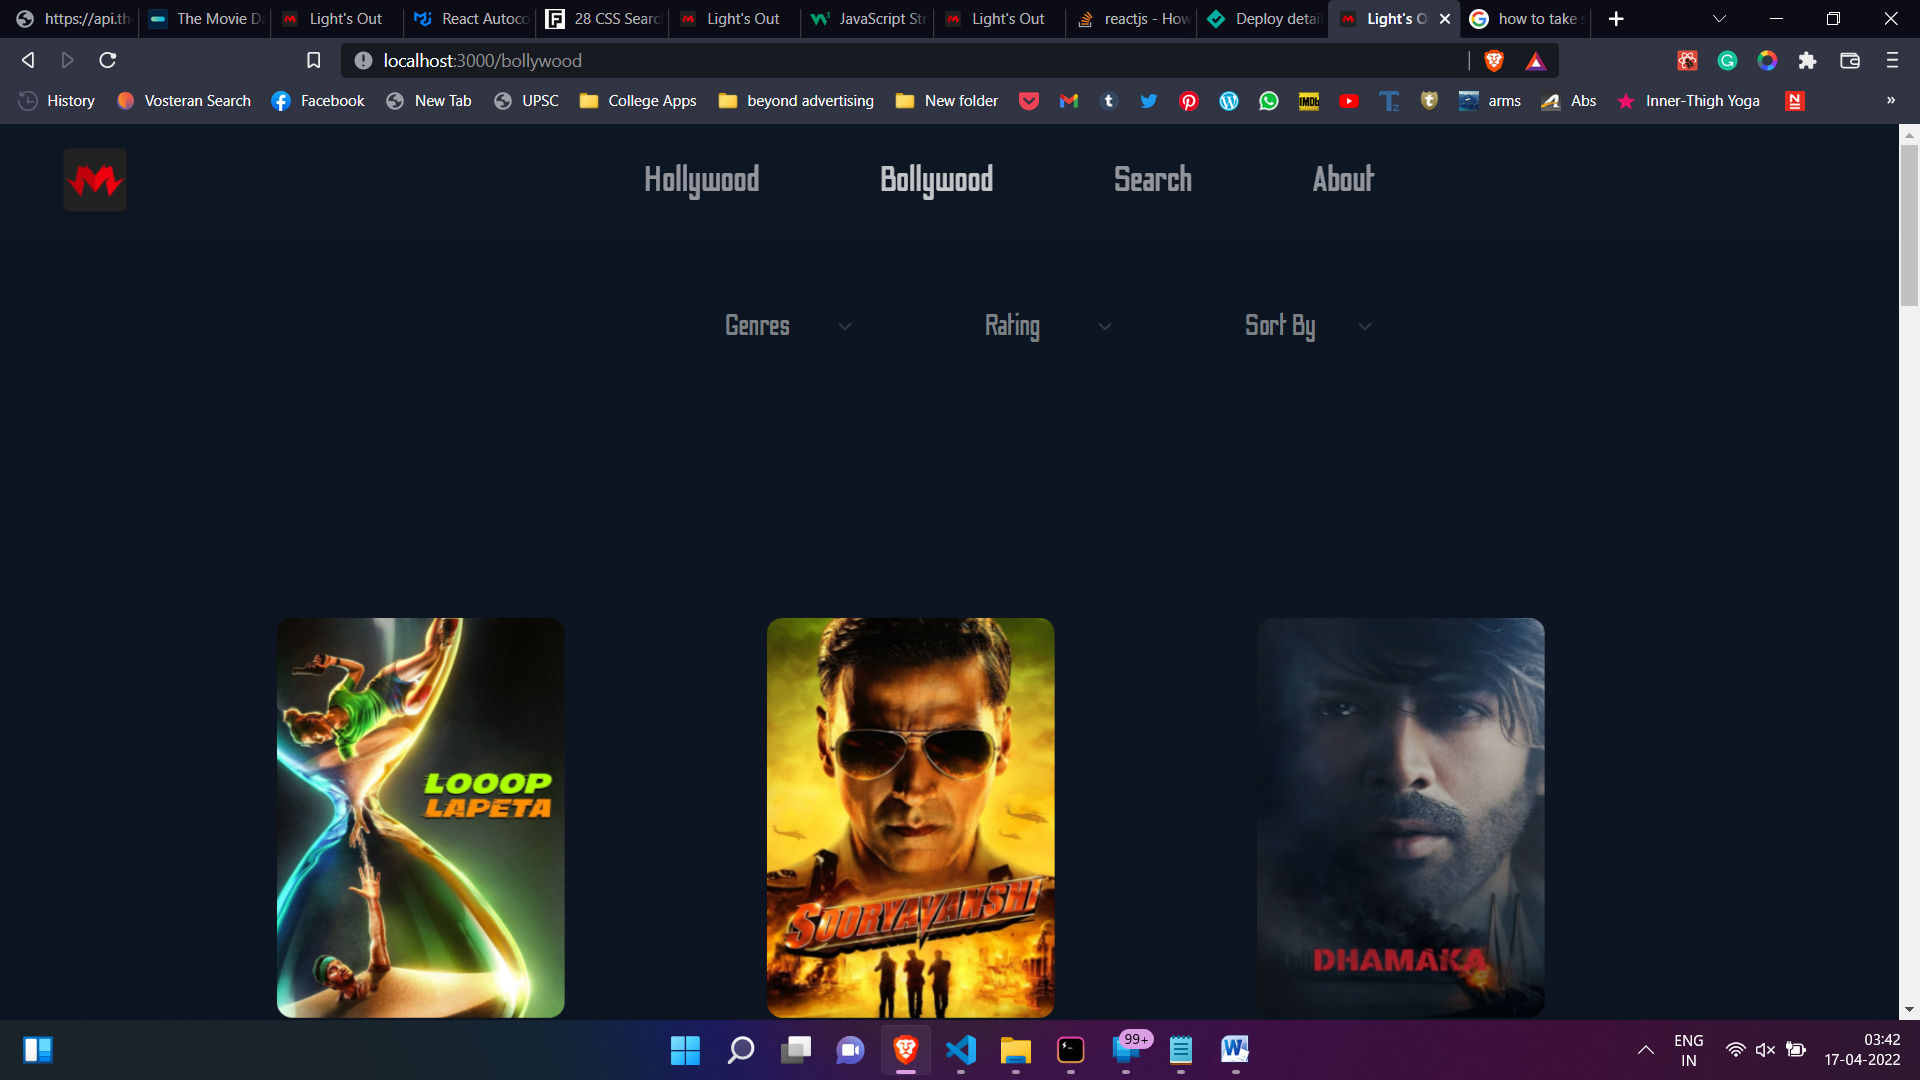 https://api.th
The Movie Da
Light's Out
React Autoco
28 CSS Searc
Light's Out
JavaScript Str
Light's Out
reactjs - How
Deploy detail
Light's O
how to take s
localhost:3000/bollywood
History
Vosteran Search
Facebook
New Tab
UPSC
College Apps
beyond advertising
New folder
arms
Abs
Inner-Thigh Yoga
»
Hollywood
Bollywood
Search
About
Genres
Rating
Sort By
LOOOP
LAPETA
SOORYAVANSHI
DHAMAKA
99+
ENG
IN
03:42
17-04-2022